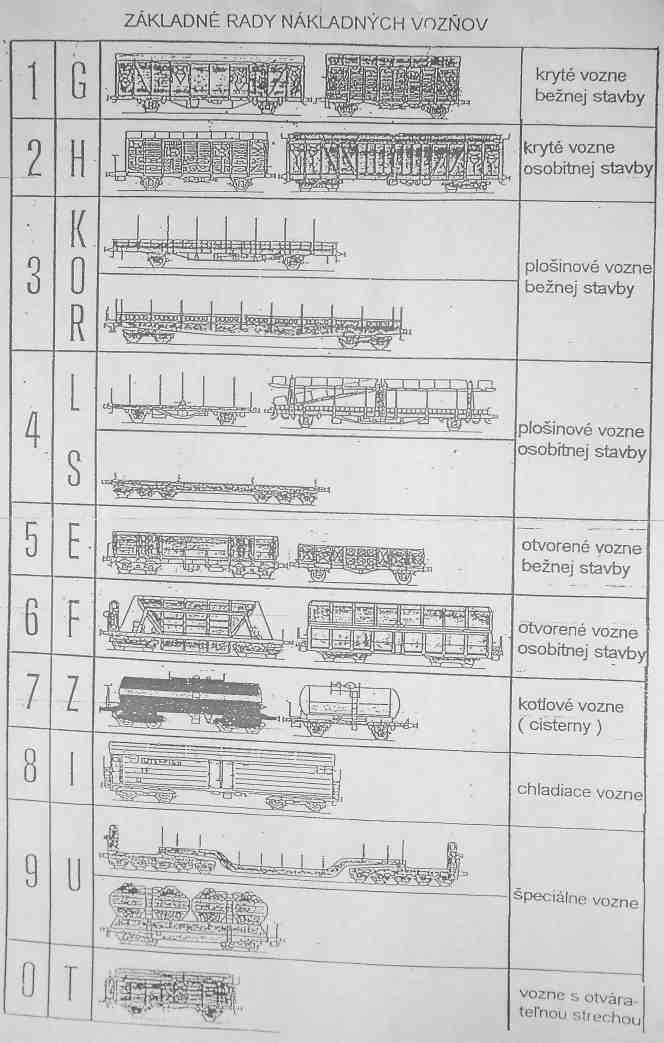 ZÁKLADNÉ RADY NÁKLADNÝCH VOZŇOV
1 G kryté vozne
bežnej stavby
2 H kryté vozne
osobitnej stavby
3 K O R plošinové vozne
bežnej stavby
4 L S plošinové vozne
osobitnej stavby
5 E otvorené vozne
bežnej stavby
6 F otvorené vozne
osobitnej stavby
7 Z kotlové vozne
( cisterny )
8 I chladiace vozne
9 U špeciálne vozne
0 T vozne s otvára-
teľnou strechou